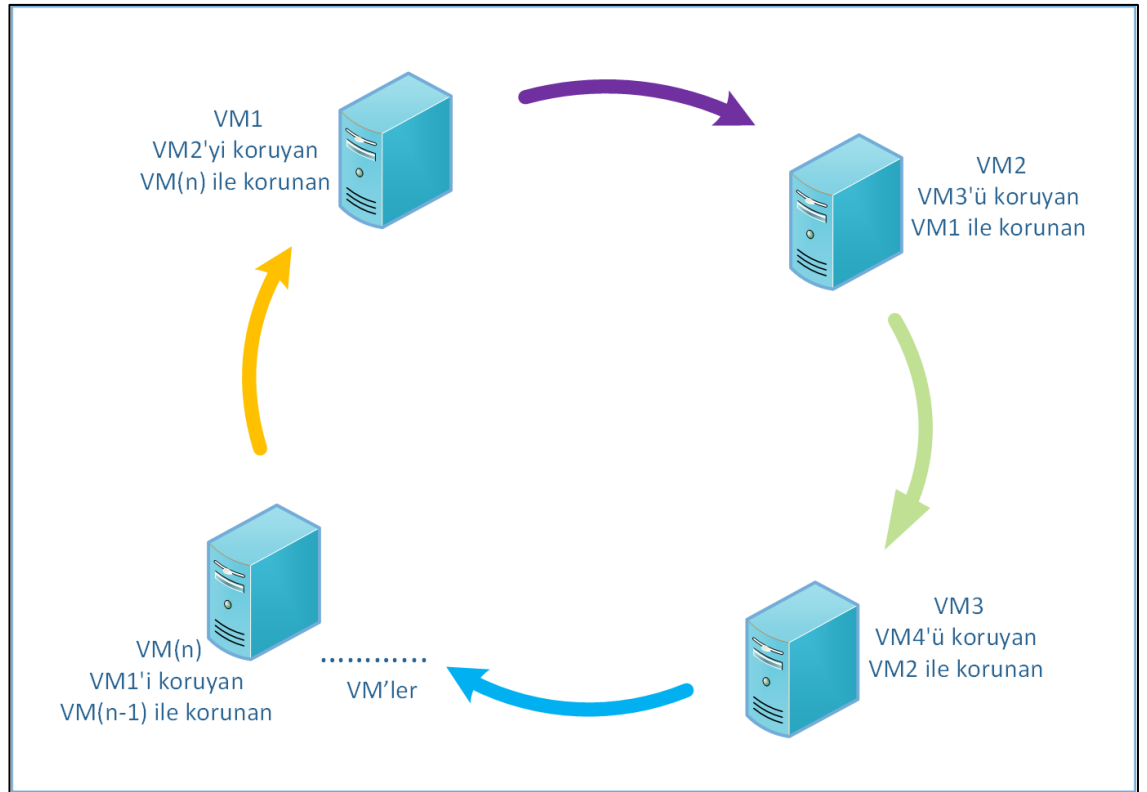 VM1
VM2'yi koruyan
VM(n) ile korunan
VM2
VM3'ü koruyan
VM1 ile korunan
VM3
VM4'ü koruyan
VM2 ile korunan
VM(n)
VM1'i koruyan
VM(n-1) ile korunan
............
VM’ler